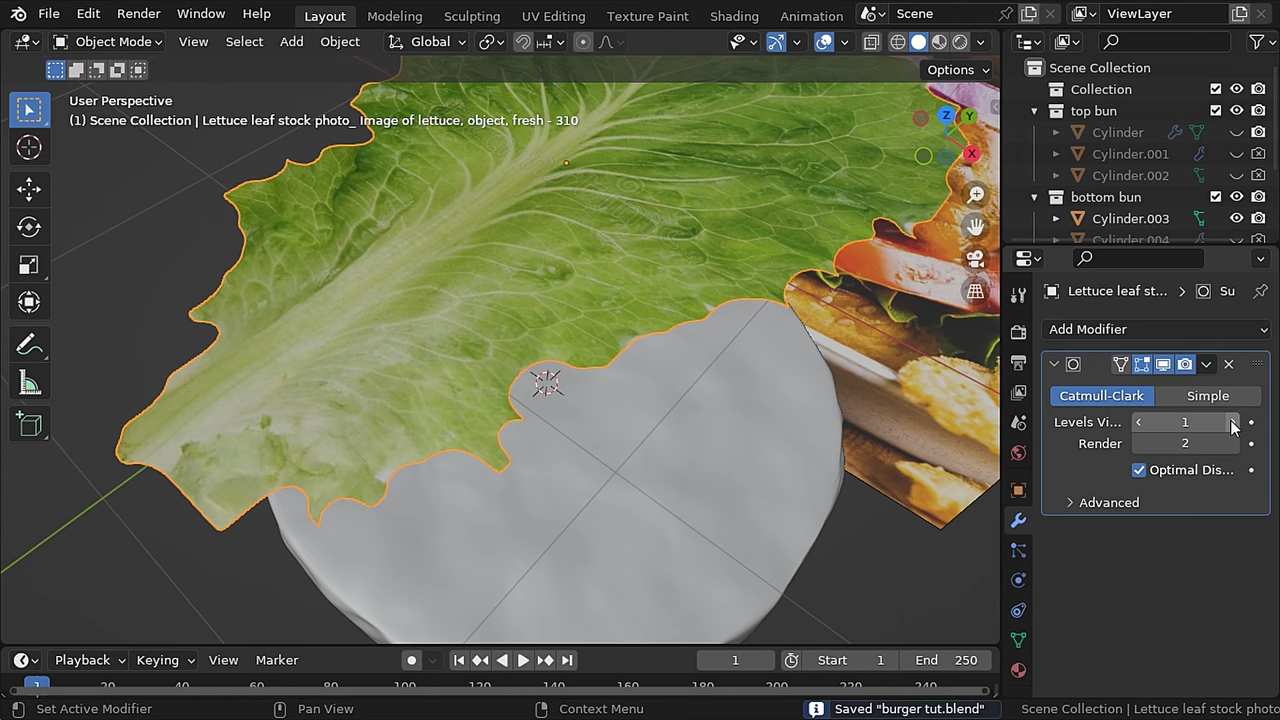 File Edit Render Window Help Layout Modeling Sculpting UV Editing Texture Paint Shading Animation Scene ViewLayer
Object Mode View Select Add Object Global
Options
User Perspective
(1) Scene Collection | Lettuce leaf stock photo_ Image of lettuce, object, fresh - 310
Z Y
X
Scene Collection
Collection
top bun
Cylinder
Cylinder.001
Cylinder.002
bottom bun
Cylinder.003
Cylinder.004
Lettuce leaf st... Su
Add Modifier
Catmull-Clark Simple
Levels Vi... 1
Render 2
Optimal Dis...
Advanced
Playback Keying View Marker 1 Start 1 End 250
1 20 40 60 80 100 120 140 160 180 200 220 240
Set Active Modifier Pan View Context Menu Saved "burger tut.blend" Scene Collection | Lettuce leaf stock photo